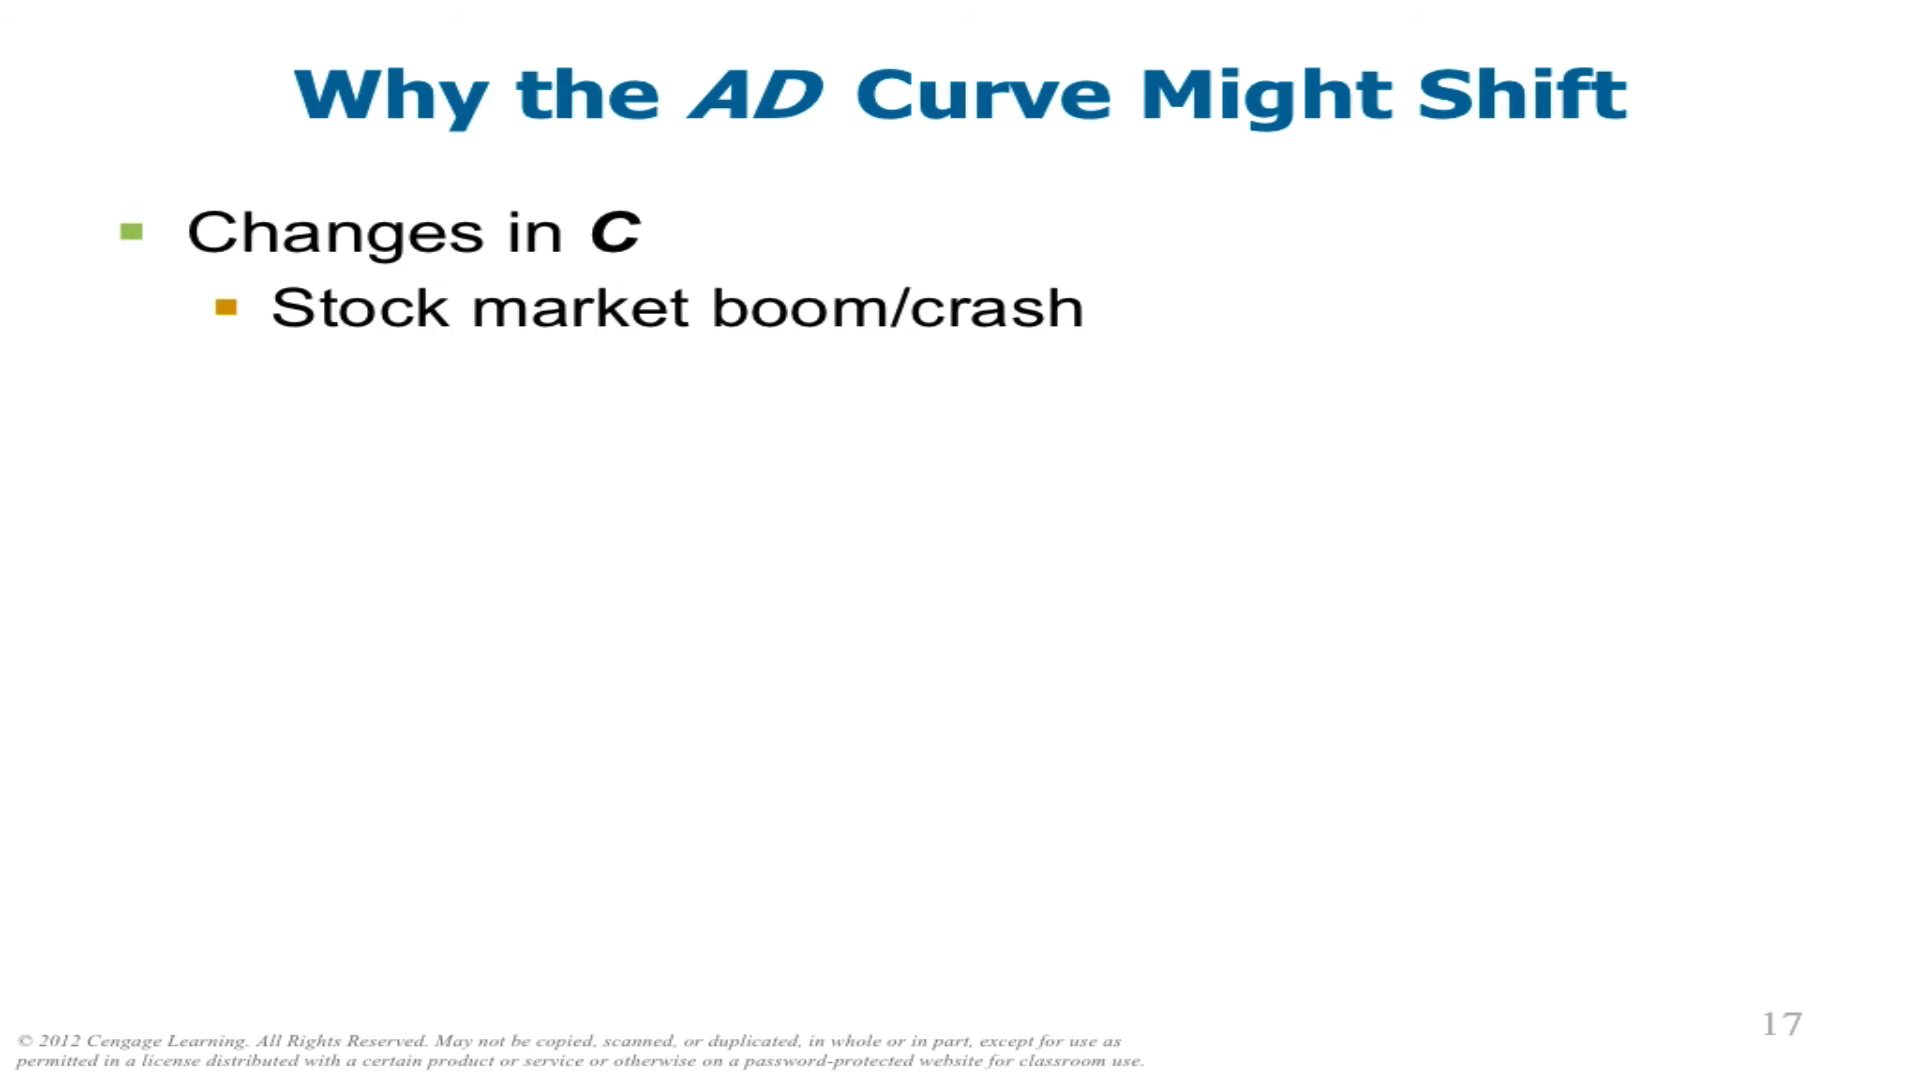 Why the AD Curve Might Shift
Changes in C
Stock market boom/crash
17
© 2012 Cengage Learning. All Rights Reserved. May not be copied, scanned, or duplicated, in whole or in part, except for use as
permitted in a license distributed with a certain product or service or otherwise on a password-protected website for classroom use.